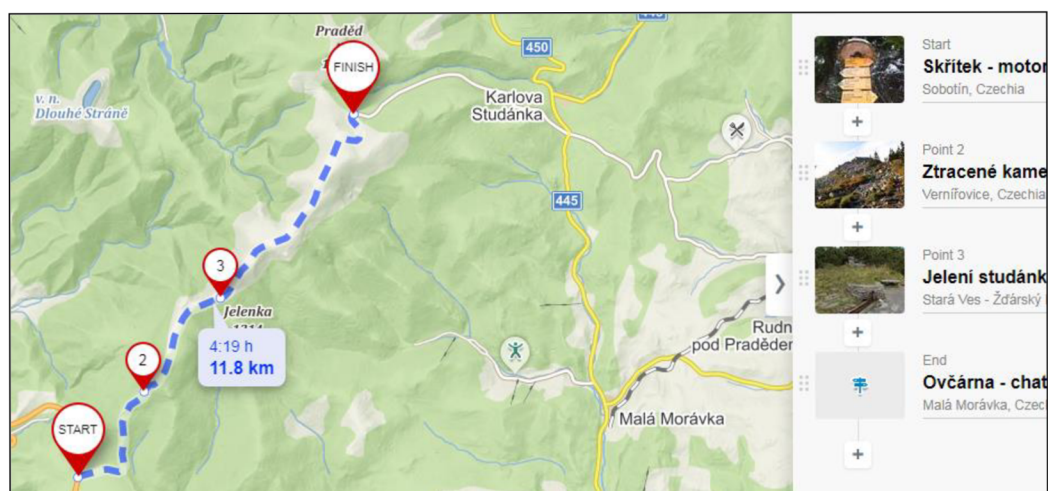 Praděd
FINISH
v. n.
Dlouhé Stráně
450
Karlova
Studánka
445
3
Jelenka
4:19 h
11.8 km
2
START
Rudn
pod Praděder
Malá Morávka
Start
Skřítek - motor
Sobotín, Czechia
+
Point 2
Ztracené kame
Vernířovice, Czechia
+
Point 3
Jelení studánk
Stará Ves - Žďárský
+
End
Ovčárna - chat
Malá Morávka, Czecl
+